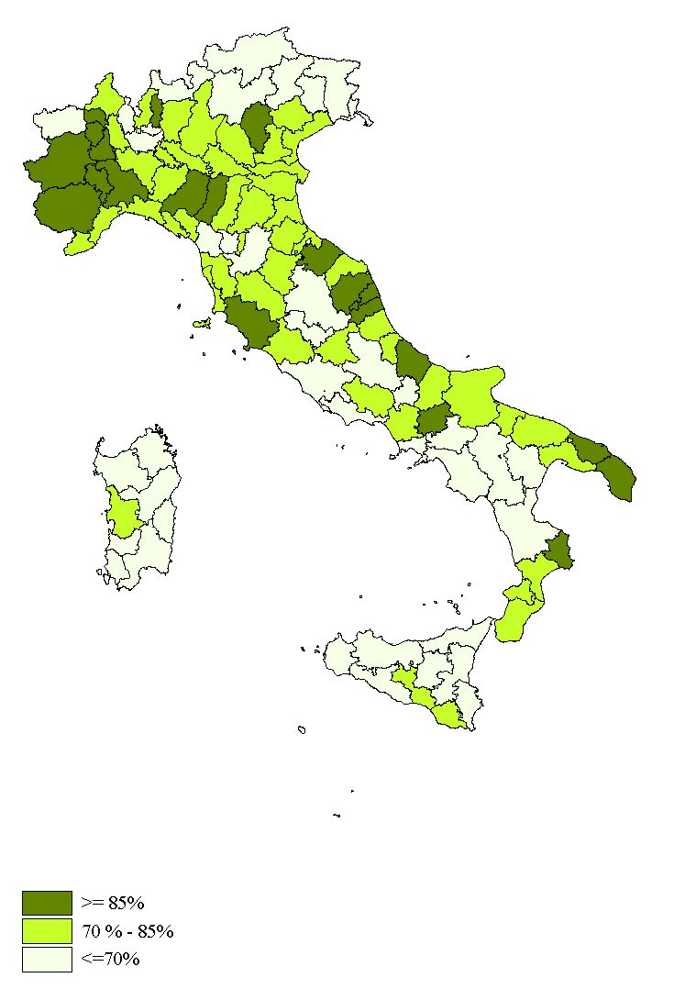 >= 85%
70 % - 85%
<=70%